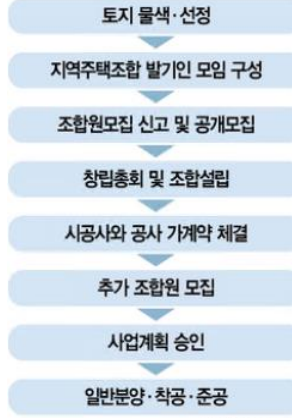 토지 물색·선정
지역주택조합 발기인 모임 구성
조합원모집 신고 및 공개모집
창립총회 및 조합설립
시공사와 공사 가계약 체결
추가 조합원 모집
사업계획 승인
일반분양·착공·준공